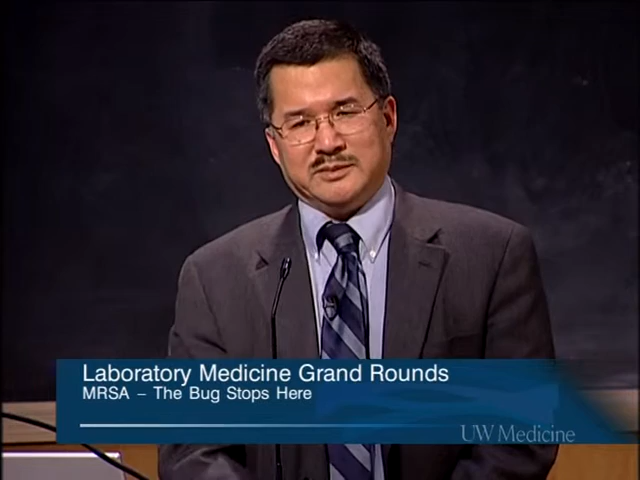 Laboratory Medicine Grand Rounds
MRSA – The Bug Stops Here
UW Medicine